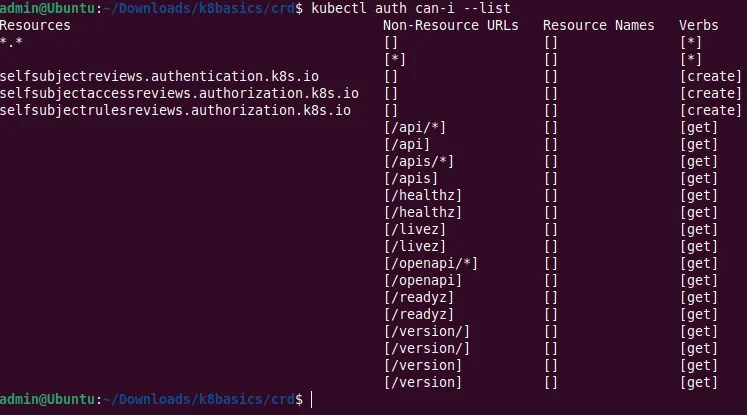 admin@Ubuntu:~/Downloads/k8basics/crd$ kubectl auth can-i --list
Resources Non-Resource URLs Resource Names Verbs
*.* [] [] [*]
[*] [] [*]
selfsubjectreviews.authentication.k8s.io [] [] [create]
selfsubjectaccessreviews.authorization.k8s.io [] [] [create]
selfsubjectrulesreviews.authorization.k8s.io [] [] [create]
[/api/*] [] [get]
[/api] [] [get]
[/apis/*] [] [get]
[/apis] [] [get]
[/healthz] [] [get]
[/healthz] [] [get]
[/livez] [] [get]
[/livez] [] [get]
[/openapi/*] [] [get]
[/openapi] [] [get]
[/readyz] [] [get]
[/readyz] [] [get]
[/version/] [] [get]
[/version/] [] [get]
[/version] [] [get]
[/version] [] [get]
admin@Ubuntu:~/Downloads/k8basics/crd$